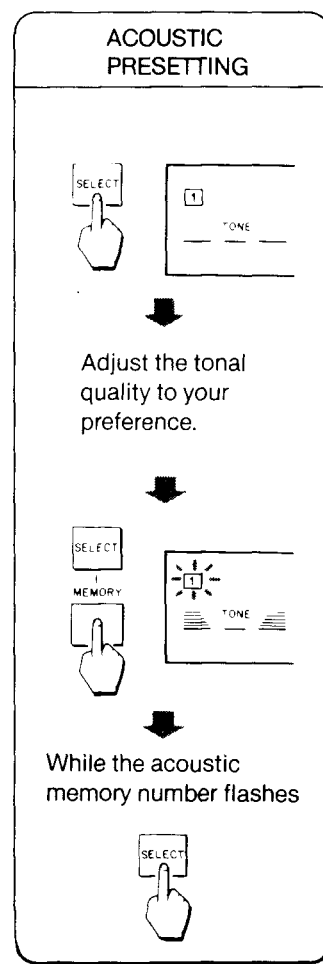 ACOUSTIC
PRESETTING
SELECT
1
TONE
Adjust the tonal
quality to your
preference.
SELECT
MEMORY
1
TONE
While the acoustic
memory number flashes
SELECT